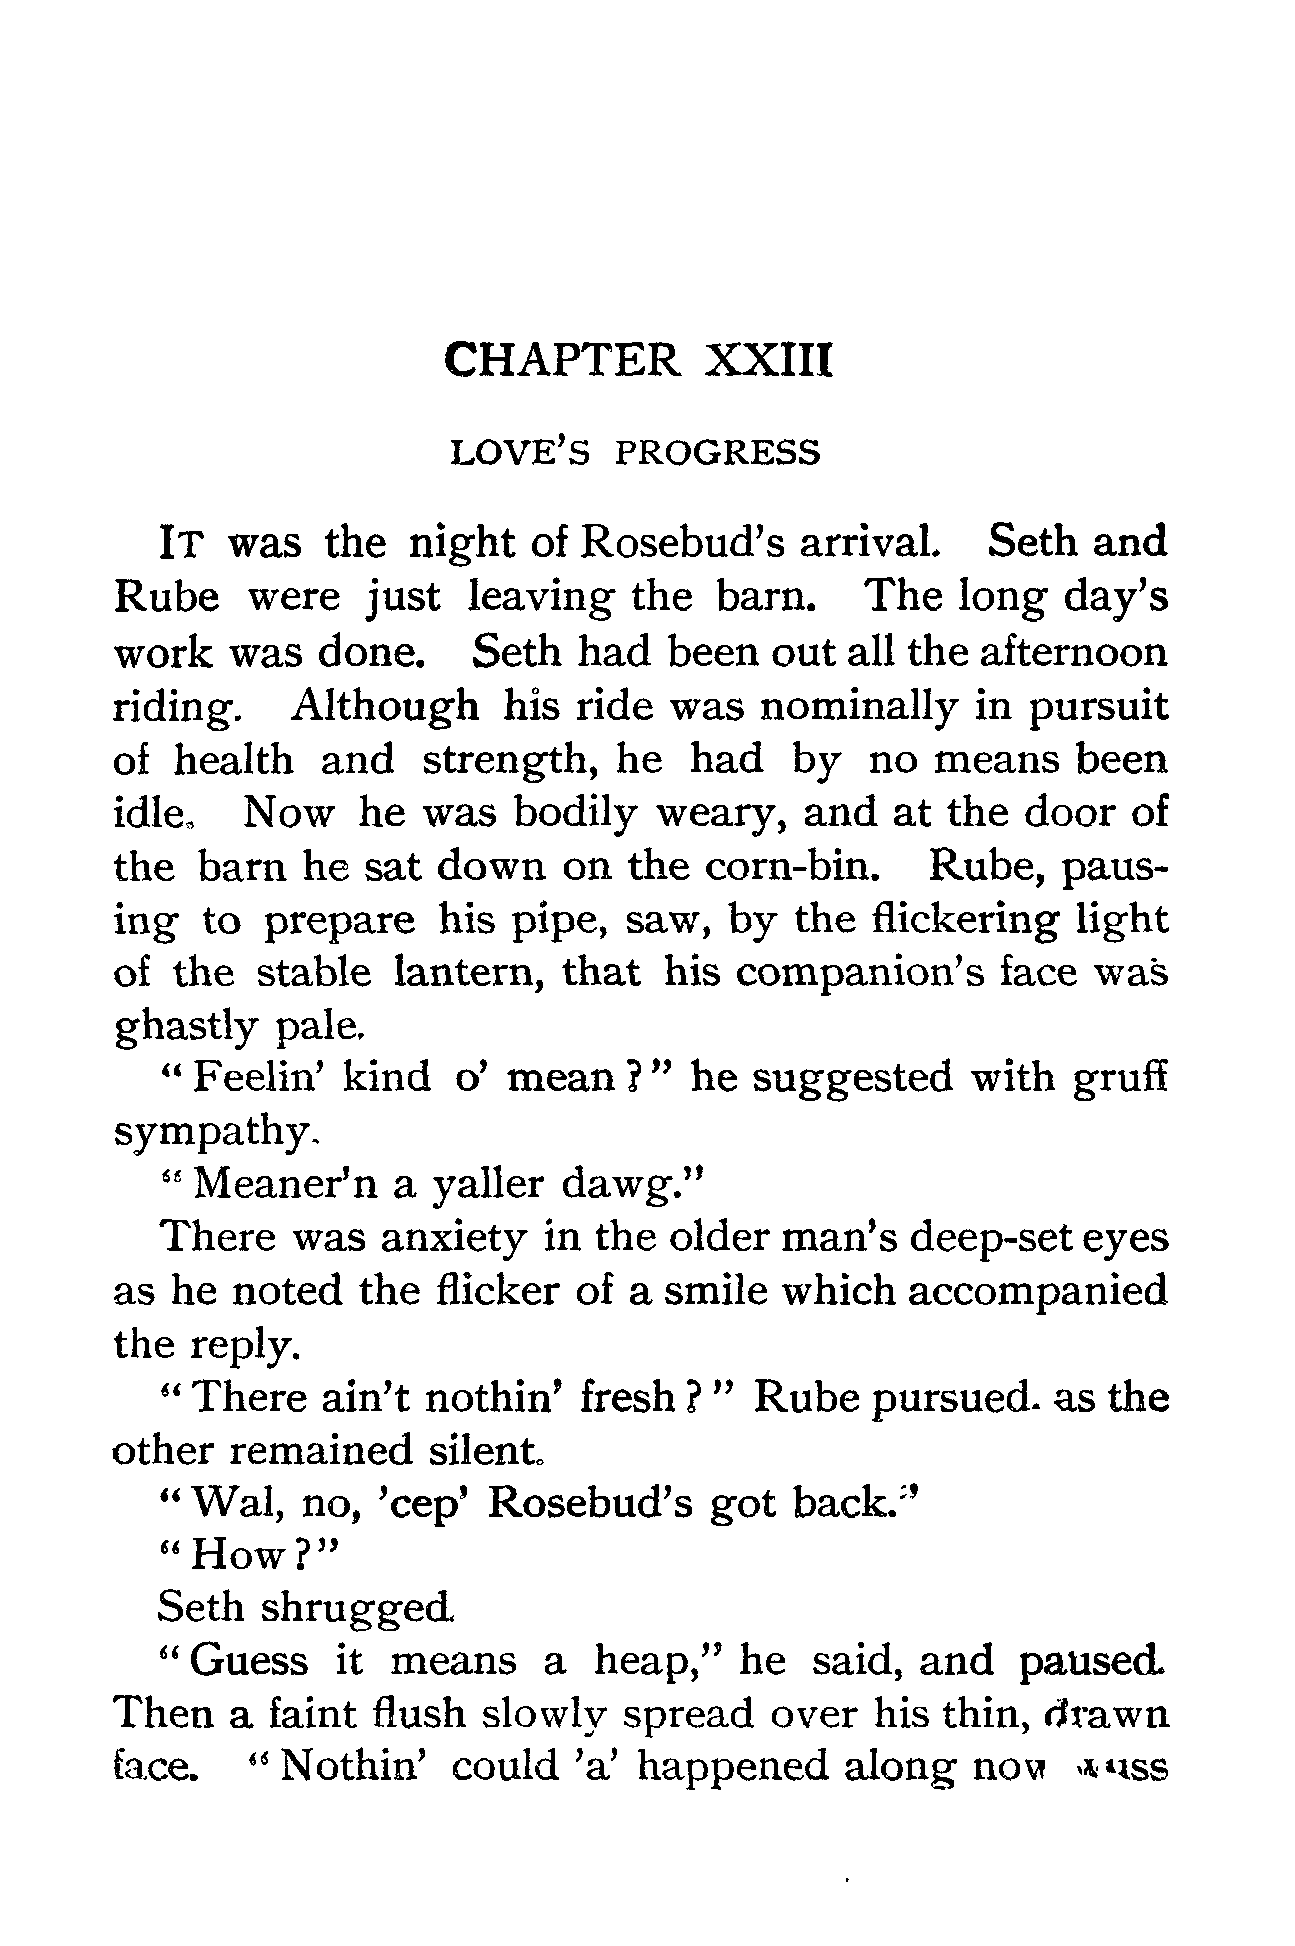 CHAPTER XXIII
LOVE'S PROGRESS
IT was the night of Rosebud's arrival. Seth and
Rube were just leaving the barn. The long day's
work was done. Seth had been out all the afternoon
riding. Although his ride was nominally in pursuit
of health and strength, he had by no means been
idle. Now he was bodily weary, and at the door of
the barn he sat down on the corn-bin. Rube, paus-
ing to prepare his pipe, saw, by the flickering light
of the stable lantern, that his companion's face was
ghastly pale.
"Feelin' kind o' mean?" he suggested with gruff
sympathy.
"Meaner'n a yaller dawg."
There was anxiety in the older man's deep-set eyes
as he noted the flicker of a smile which accompanied
the reply.
"There ain't nothin' fresh?" Rube pursued. as the
other remained silent.
"Wal, no, 'cep' Rosebud's got back."
"How?"
Seth shrugged.
"Guess it means a heap," he said, and paused.
Then a faint flush slowly spread over his thin, drawn
face. "Nothin' could 'a' happened along now